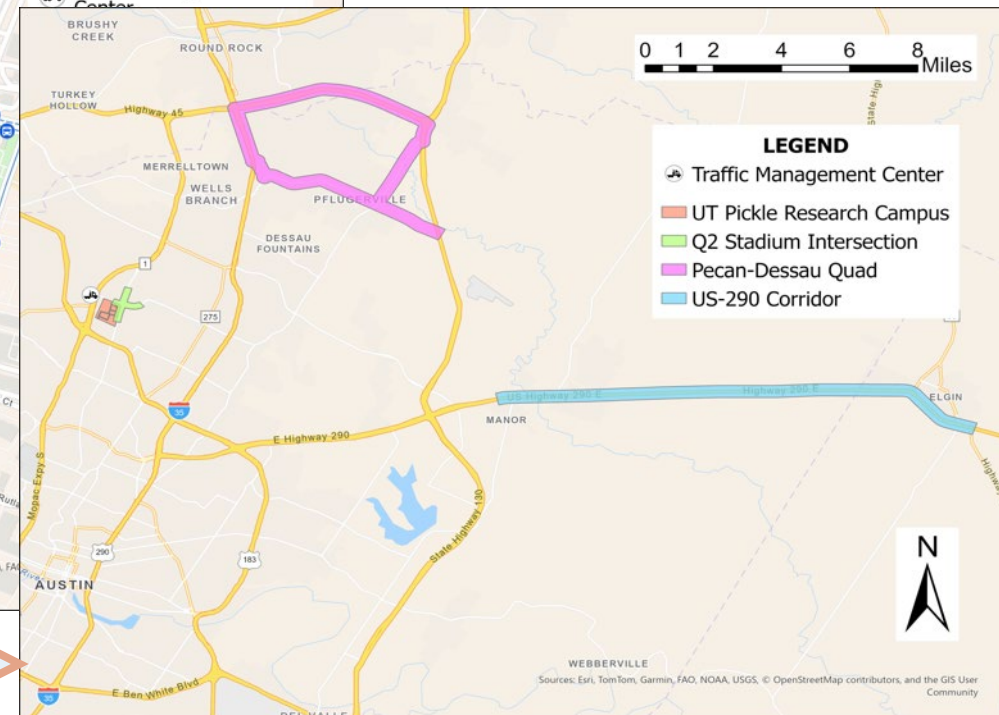 Center
BRUSHY
CREEK
ROUND ROCK
0 1 2 4 6 8
Miles
TURKEY
HOLLOW
Highway 45
LEGEND
Traffic Management Center
UT Pickle Research Campus
Q2 Stadium Intersection
Pecan-Dessau Quad
US-290 Corridor
MERRELLTOWN
WELLS
BRANCH
PFLUGERVILLE
DESSAU
FOUNTAINS
1
275
35
US Highway 290 E
Highway 290 E
ELGIN
MANOR
E Highway 290
Mopac Expy S
State Highway 130
290
183
AUSTIN
N
WEBBERVILLE
Sources: Esri, TomTom, Garmin, FAO, NOAA, USGS, © OpenStreetMap contributors, and the GIS User
Community
35
E Ben White Blvd